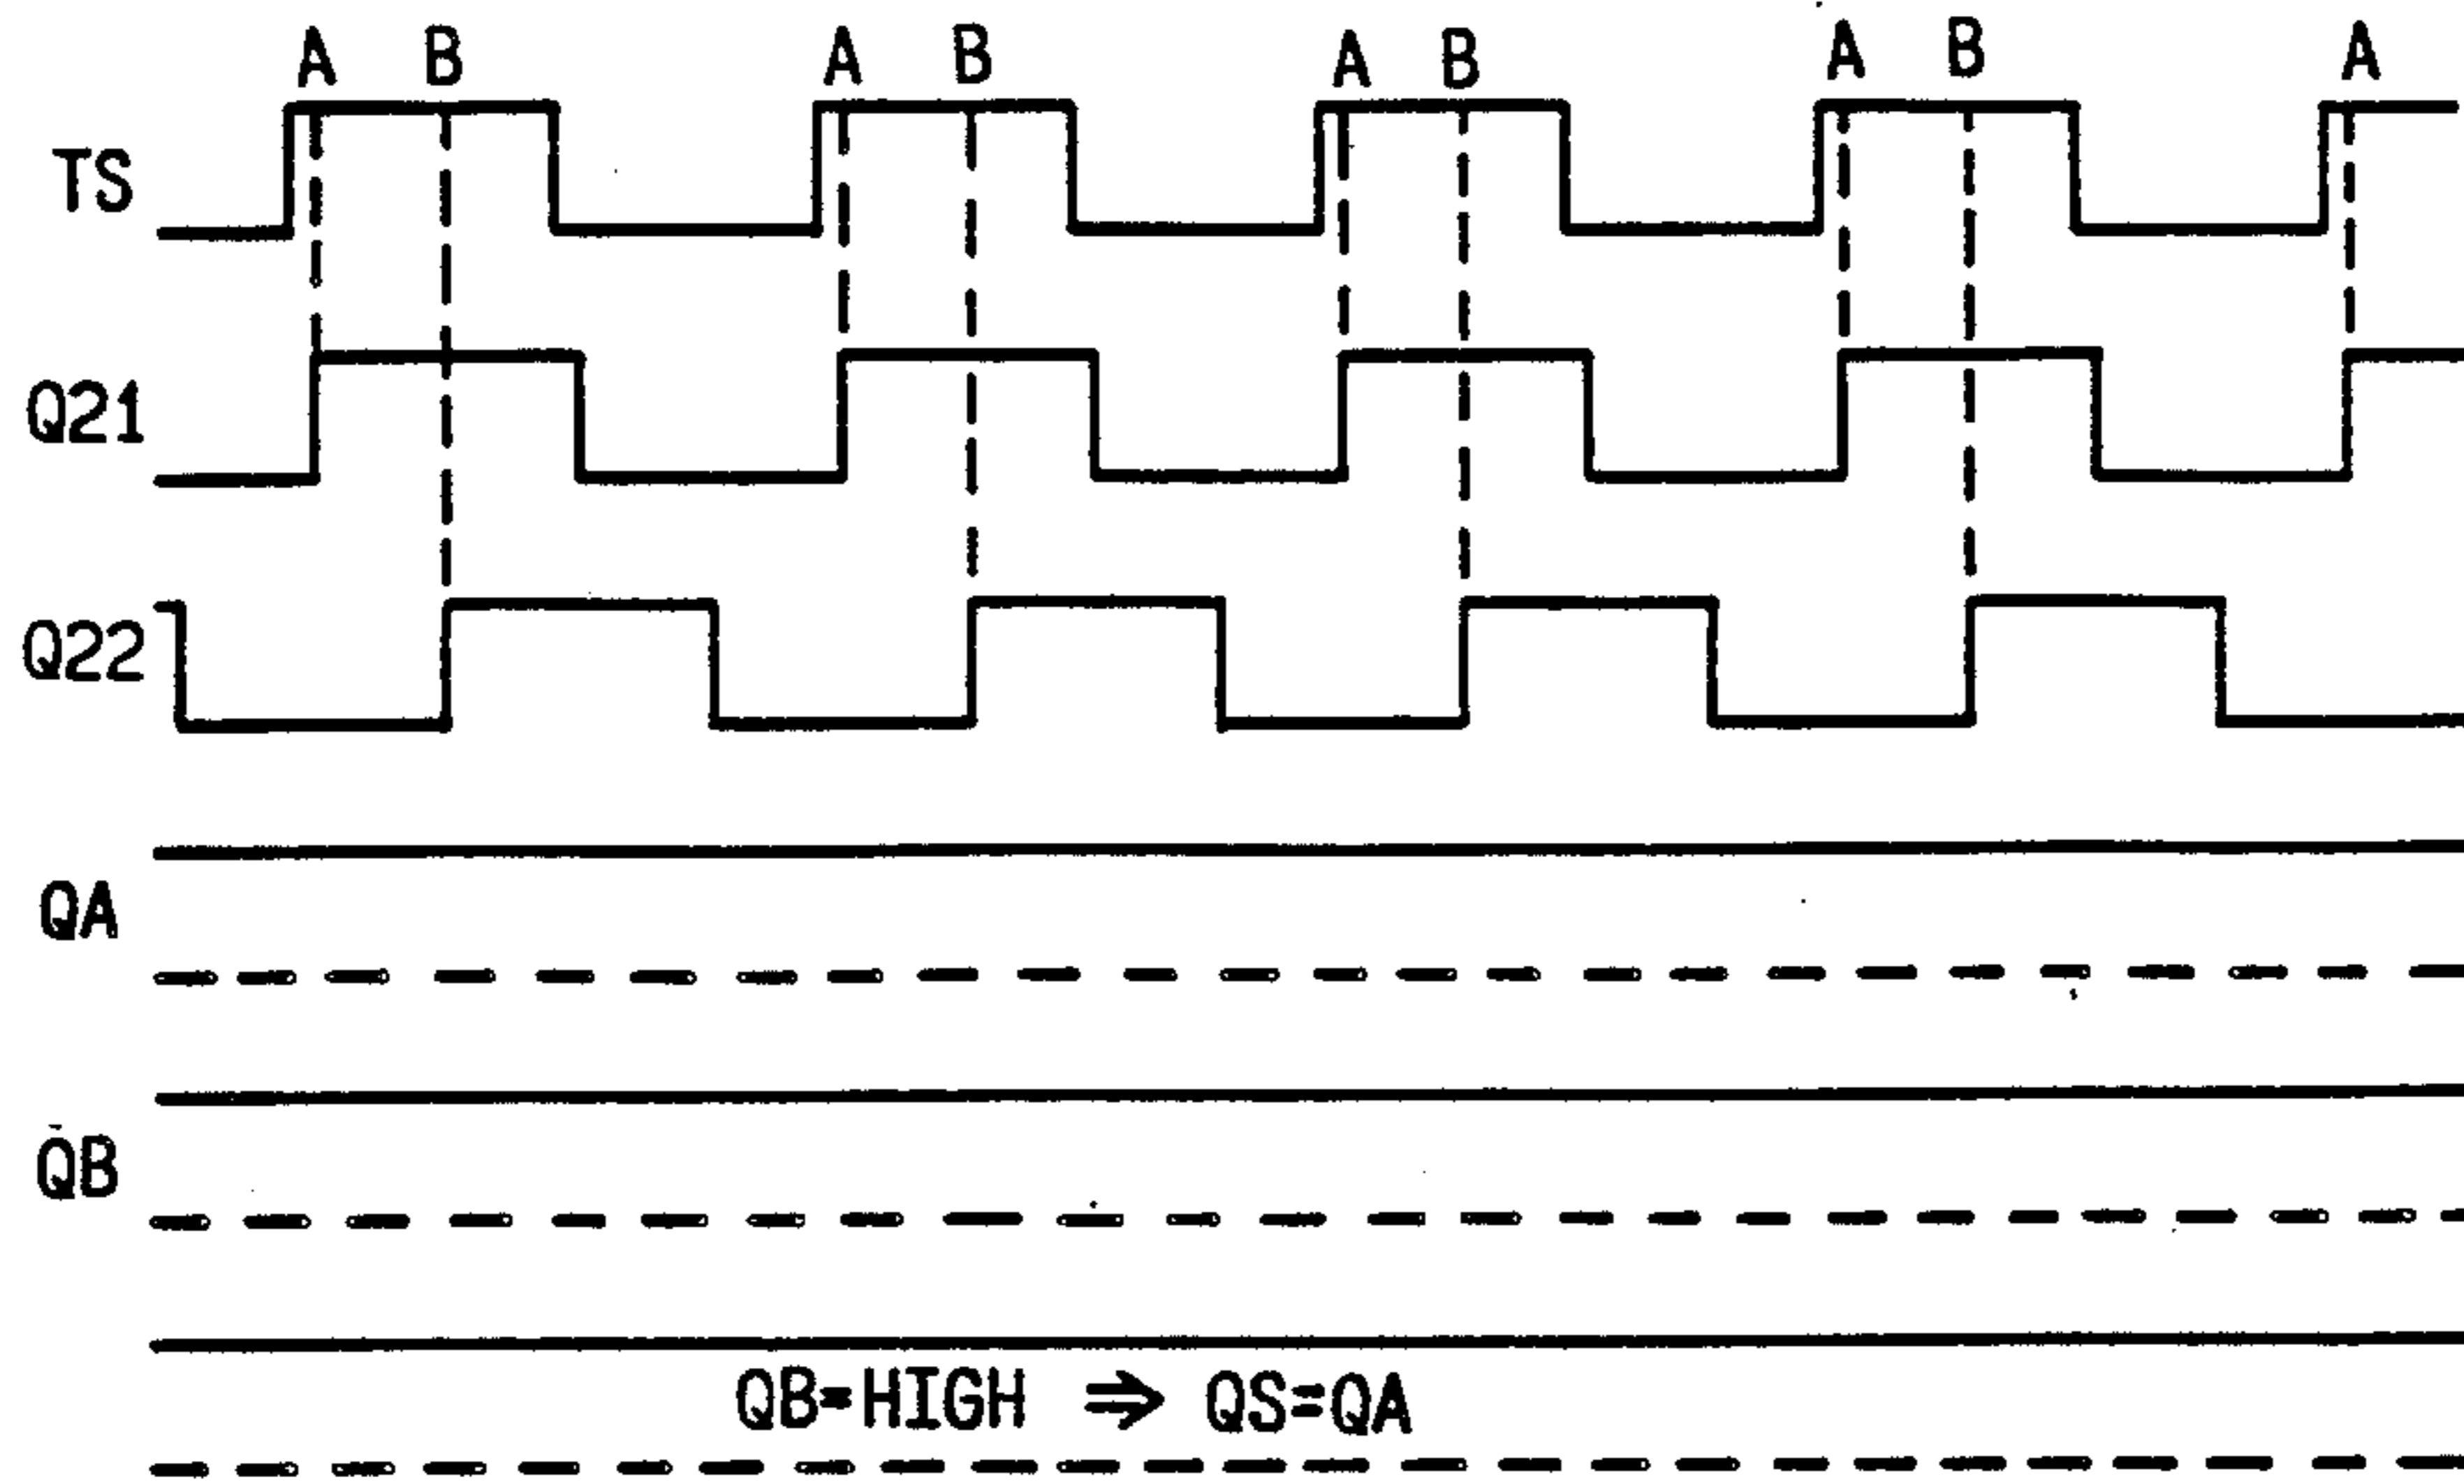 A B A B A B A B A
TS
Q21
Q22
QA
QB
QB=HIGH ⇒ QS=QA